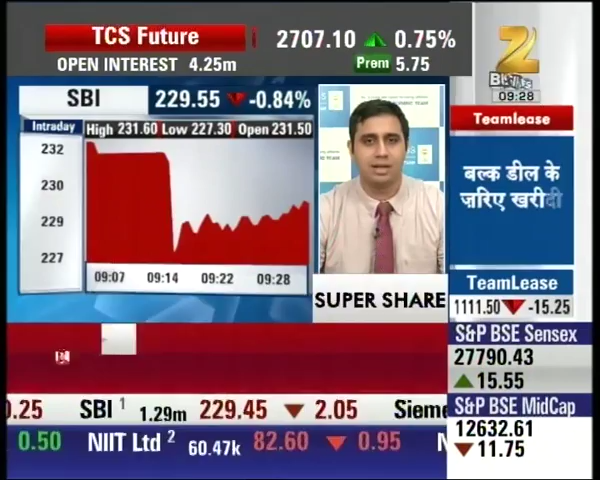 TCS Future
2707.10 0.75%
OPEN INTEREST 4.25m
Prem 5.75
Z
09:28
SBI 229.55 -0.84%
Intraday High 231.60 Low 227.30 Open 231.50
232
230
229
227
09:07 09:14 09:22 09:28
SUPER SHARE
Teamlease
बल्क डील के
ज़रिए खरीदी
TeamLease
1111.50 -15.25
S&P BSE Sensex
27790.43
15.55
S&P BSE MidCap
12632.61
11.75
0.25 SBI 1 1.29m 229.45 2.05 Sieme
0.50 NIIT Ltd 2 60.47k 82.60 0.95 N